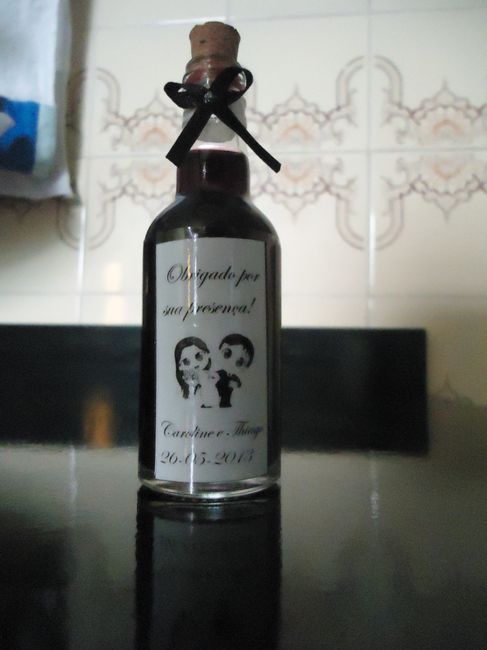 Obrigado por
sua presença!
Caroline e Thiago
26-05-2013